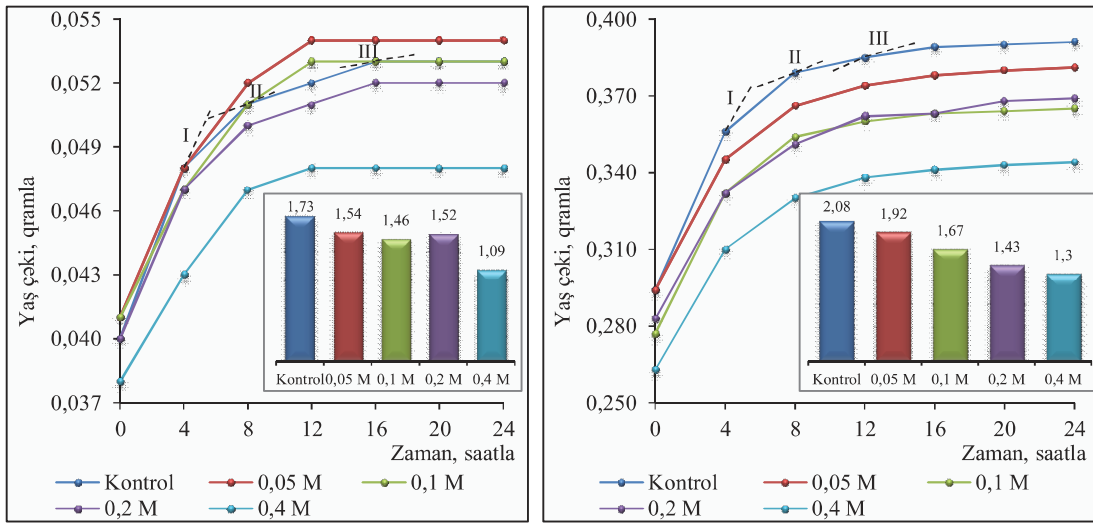 0,055
0,052
0,049
0,046
0,043
0,040
0,037
Yaş çəki, qramla
I
II
III
1,73
1,54
1,46
1,52
1,09
Kontrol 0,05 M 0,1 M 0,2 M 0,4 M
0 4 8 12 16 20 24
Zaman, saatla
Kontrol 0,05 M 0,1 M
0,2 M 0,4 M
0,400
0,370
0,340
0,310
0,280
0,250
Yaş çəki, qramla
I
II
III
2,08
1,92
1,67
1,43
1,3
Kontrol 0,05 M 0,1 M 0,2 M 0,4 M
0 4 8 12 16 20 24
Zaman, saatla
Kontrol 0,05 M 0,1 M
0,2 M 0,4 M